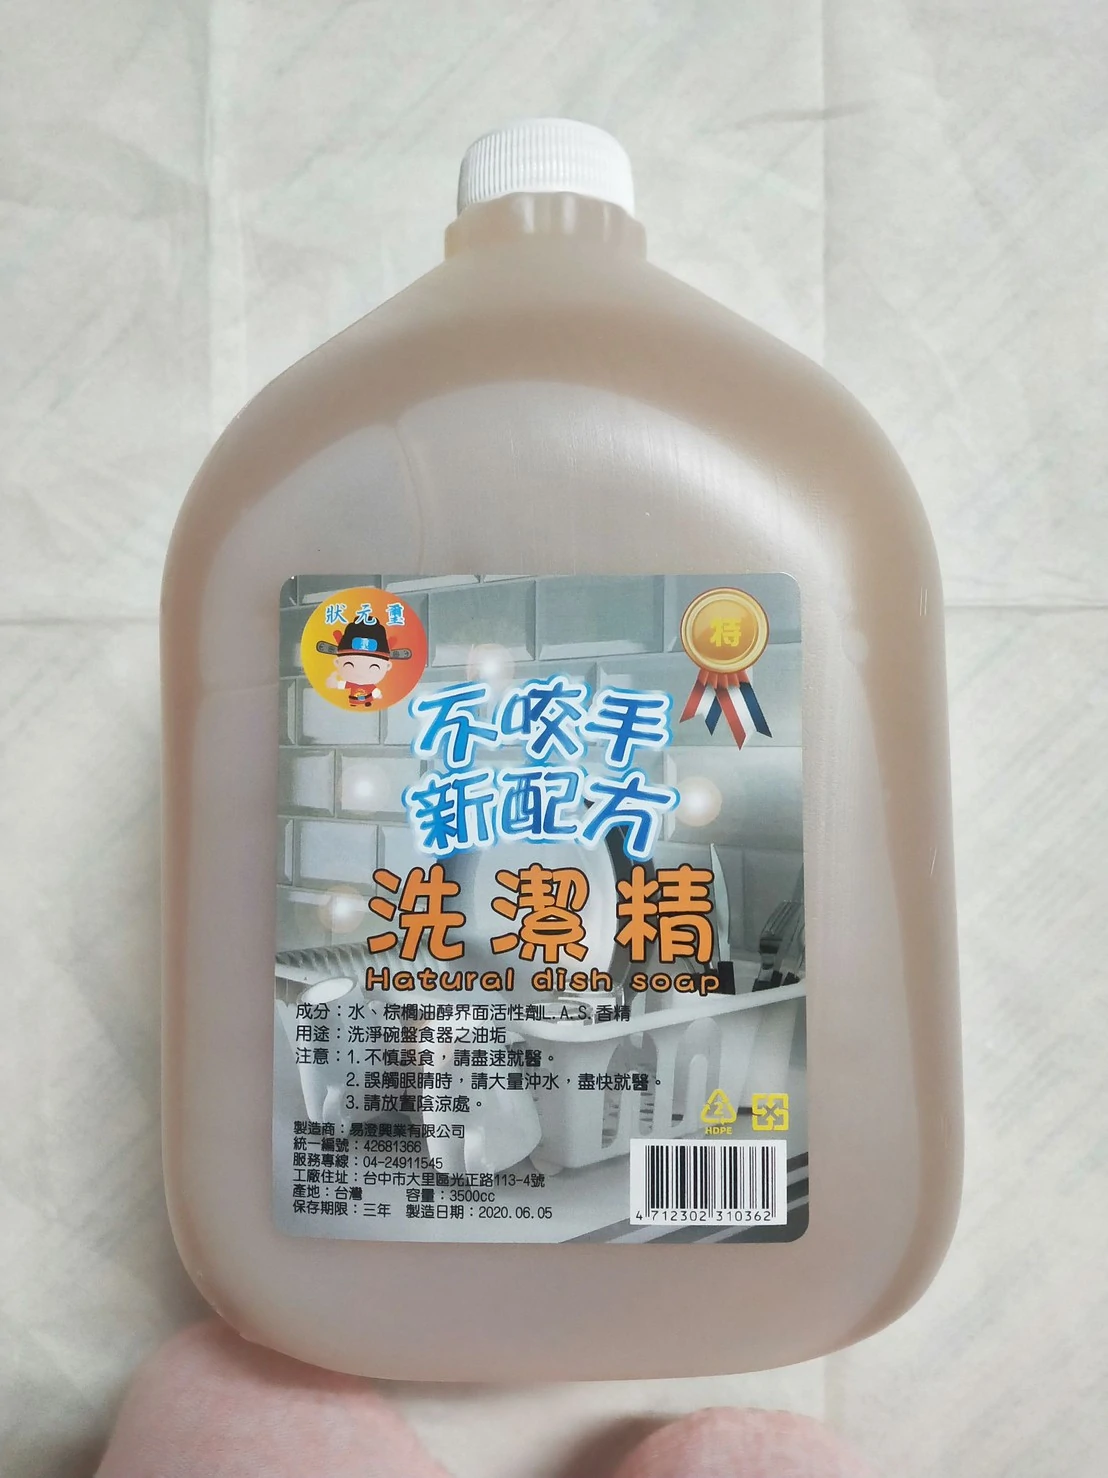 狀元璽
特
不咬手
新配方
洗潔精
Hatural dish soap
成分：水、棕櫚油醇界面活性劑L.A.S.香精
用途：洗淨碗盤食器之油垢
注意：1.不慎誤食，請盡速就醫。
2.誤觸眼睛時，請大量沖水，盡快就醫。
3.請放置陰涼處。
製造商：易澄興業有限公司
統一編號：42681366
服務專線：04-24911545
工廠住址：台中市大里區光正路113-4號
產地：台灣 容量：3500cc
保存期限：三年 製造日期：2020.06.05
2
HDPE
4 712302 310362